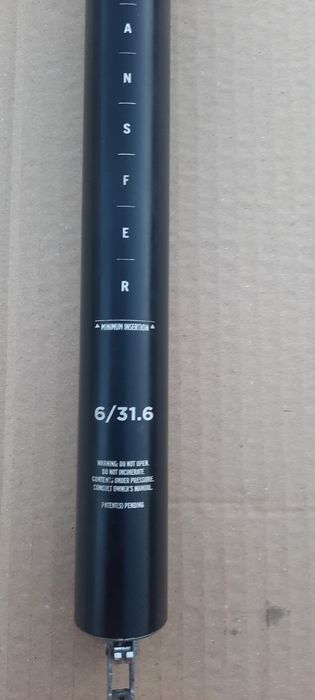 A
N
S
F
E
R
MINIMUM INSERTION
6/31.6
WARNING: DO NOT OPEN.
DO NOT INCINERATE
CONTENTS UNDER PRESSURE.
CONSULT OWNER'S MANUAL.
PATENT(S) PENDING